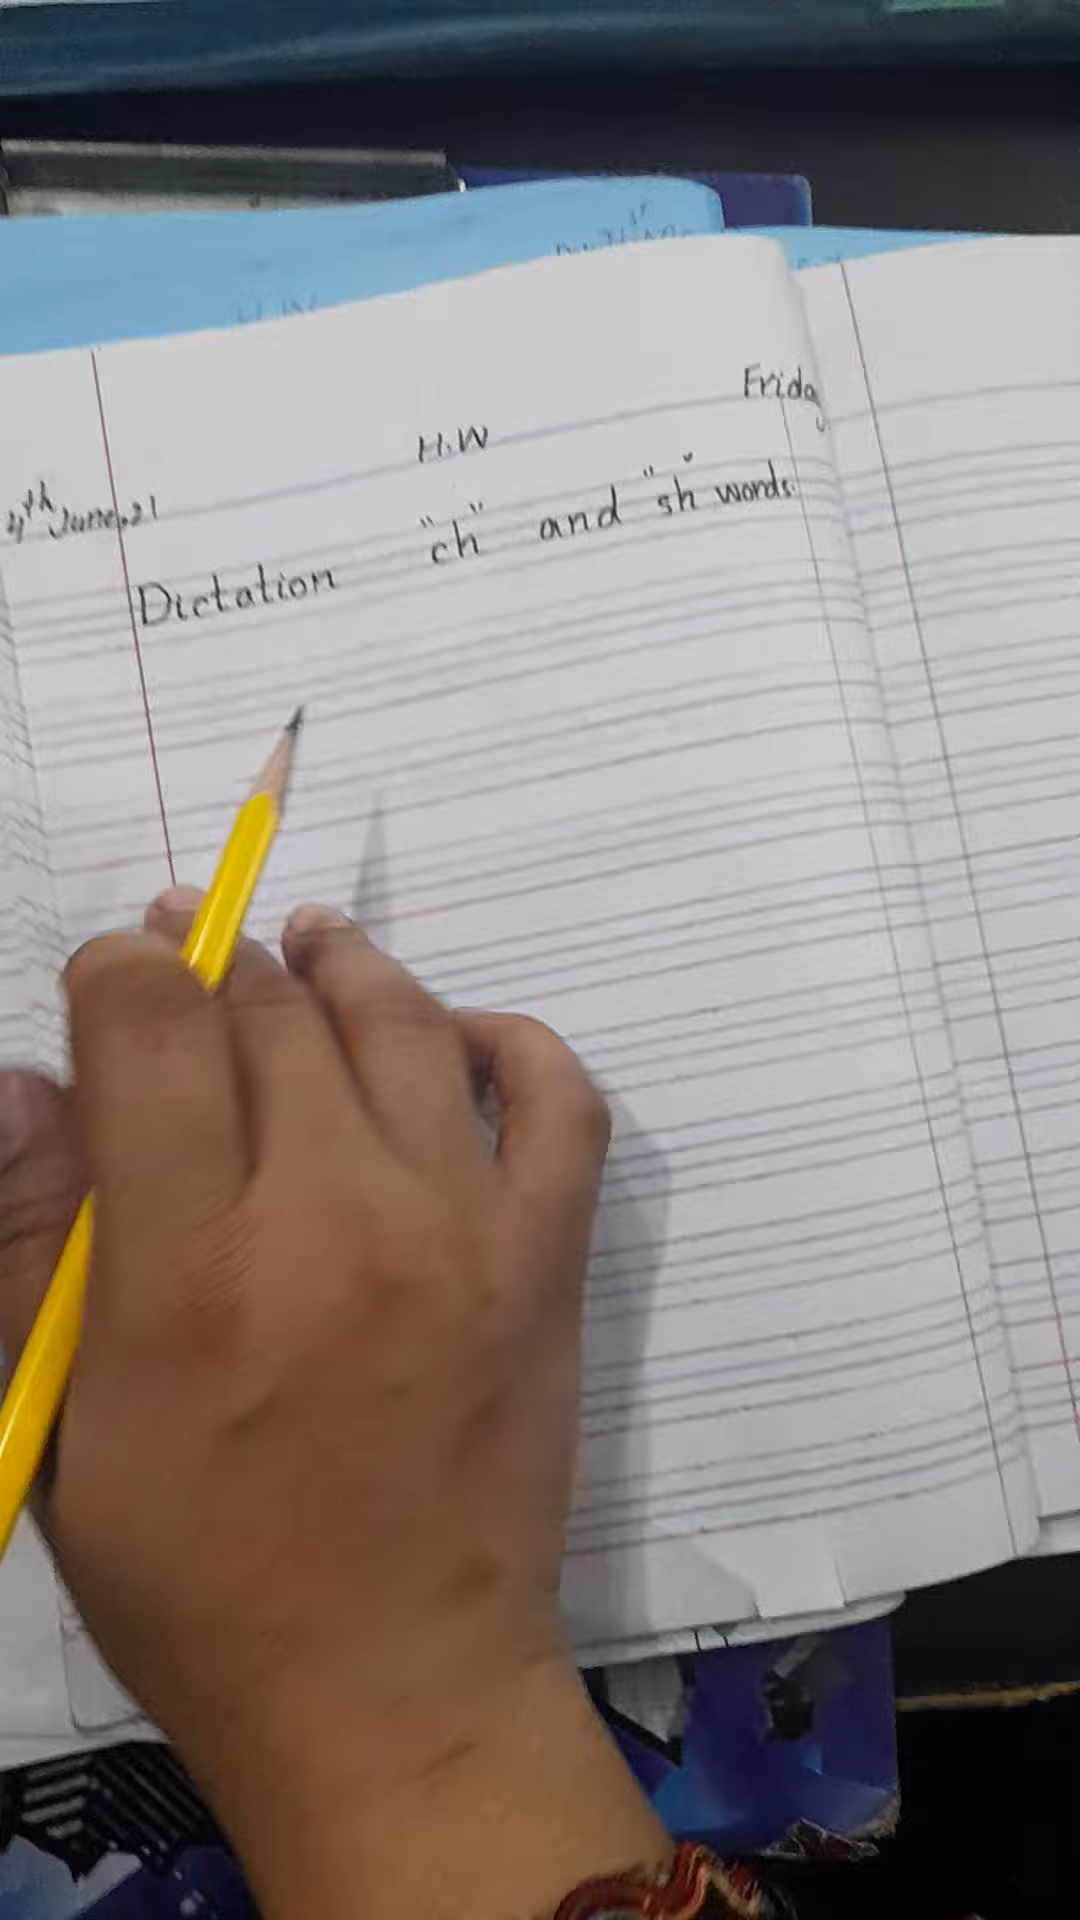 Friday
H.W
4th June,21
Dictation "ch" and "sh" words.